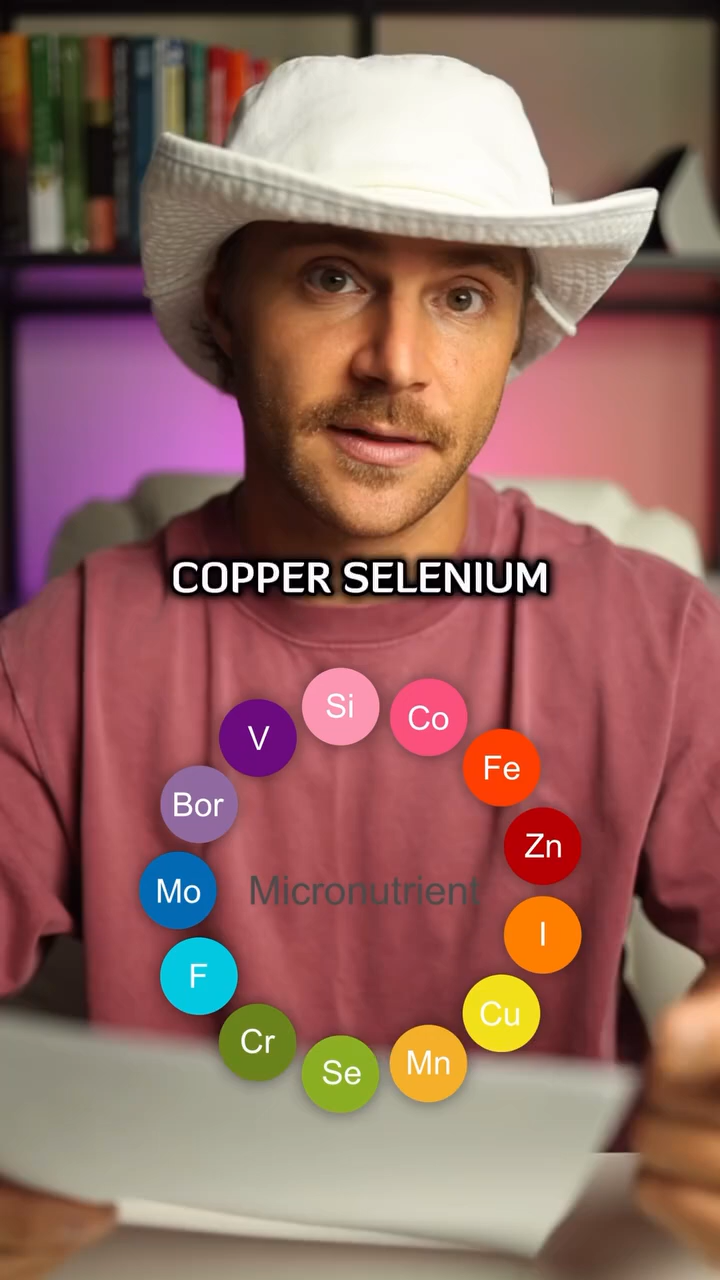 COPPER SELENIUM
Si
Co
V
Fe
Bor
Zn
Mo
Micronutrient
I
F
Cu
Cr
Mn
Se